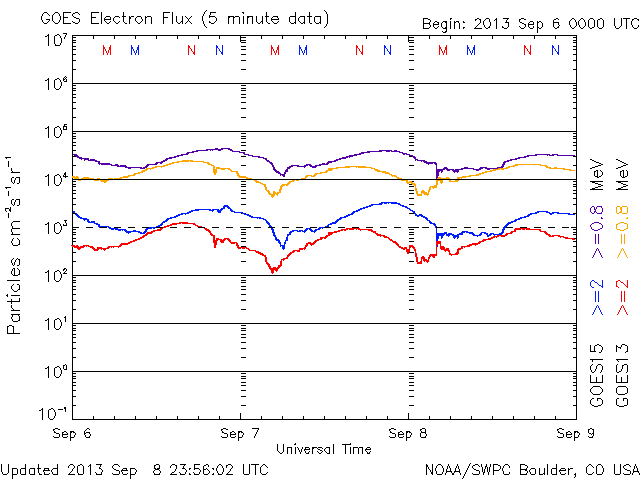 GOES Electron Flux (5 minute data)
Begin: 2013 Sep 6 0000 UTC
M M N N M M N N M M N N
10⁷
10⁶
10⁵
10⁴
10³
10²
10¹
10⁰
10⁻¹
Particles cm⁻²s⁻¹sr⁻¹
Sep 6 Sep 7 Sep 8 Sep 9
Universal Time
GOES15 >=2 >=0.8 MeV
GOES13 >=2 >=0.8 MeV
Updated 2013 Sep 8 23:56:02 UTC
NOAA/SWPC Boulder, CO USA